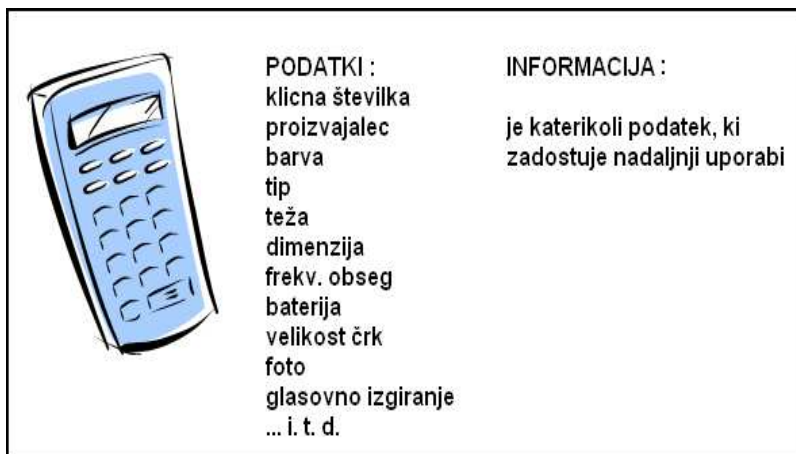 PODATKI :
klicna številka
proizvajalec
barva
tip
teža
dimenzija
frekv. obseg
baterija
velikost črk
foto
glasovno izgiranje
... i. t. d.
INFORMACIJA :
je katerikoli podatek, ki
zadostuje nadaljnji uporabi